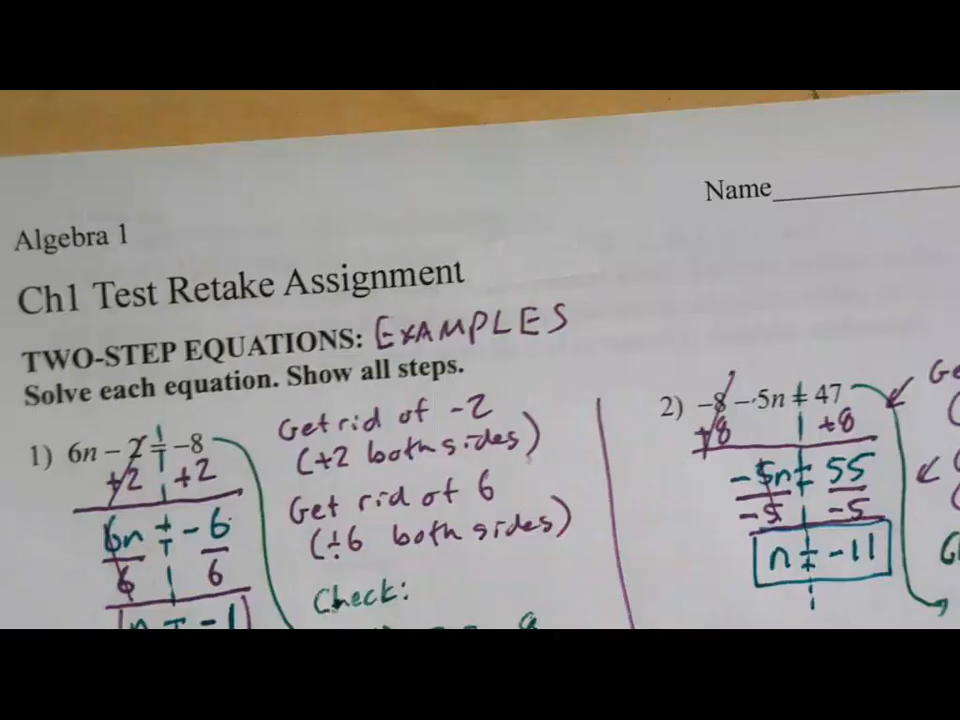 Name
Algebra 1
Ch1 Test Retake Assignment
TWO-STEP EQUATIONS: EXAMPLES
Solve each equation. Show all steps.
1) 6n − 2 = −8
+2 +2
6n = -6
6 6
n = -1
Get rid of -2
(+2 both sides)
Get rid of 6
(÷6 both sides)
Check:
2) −8 − 5n = 47
+8 +8
-5n = 55
-5 -5
n = -11